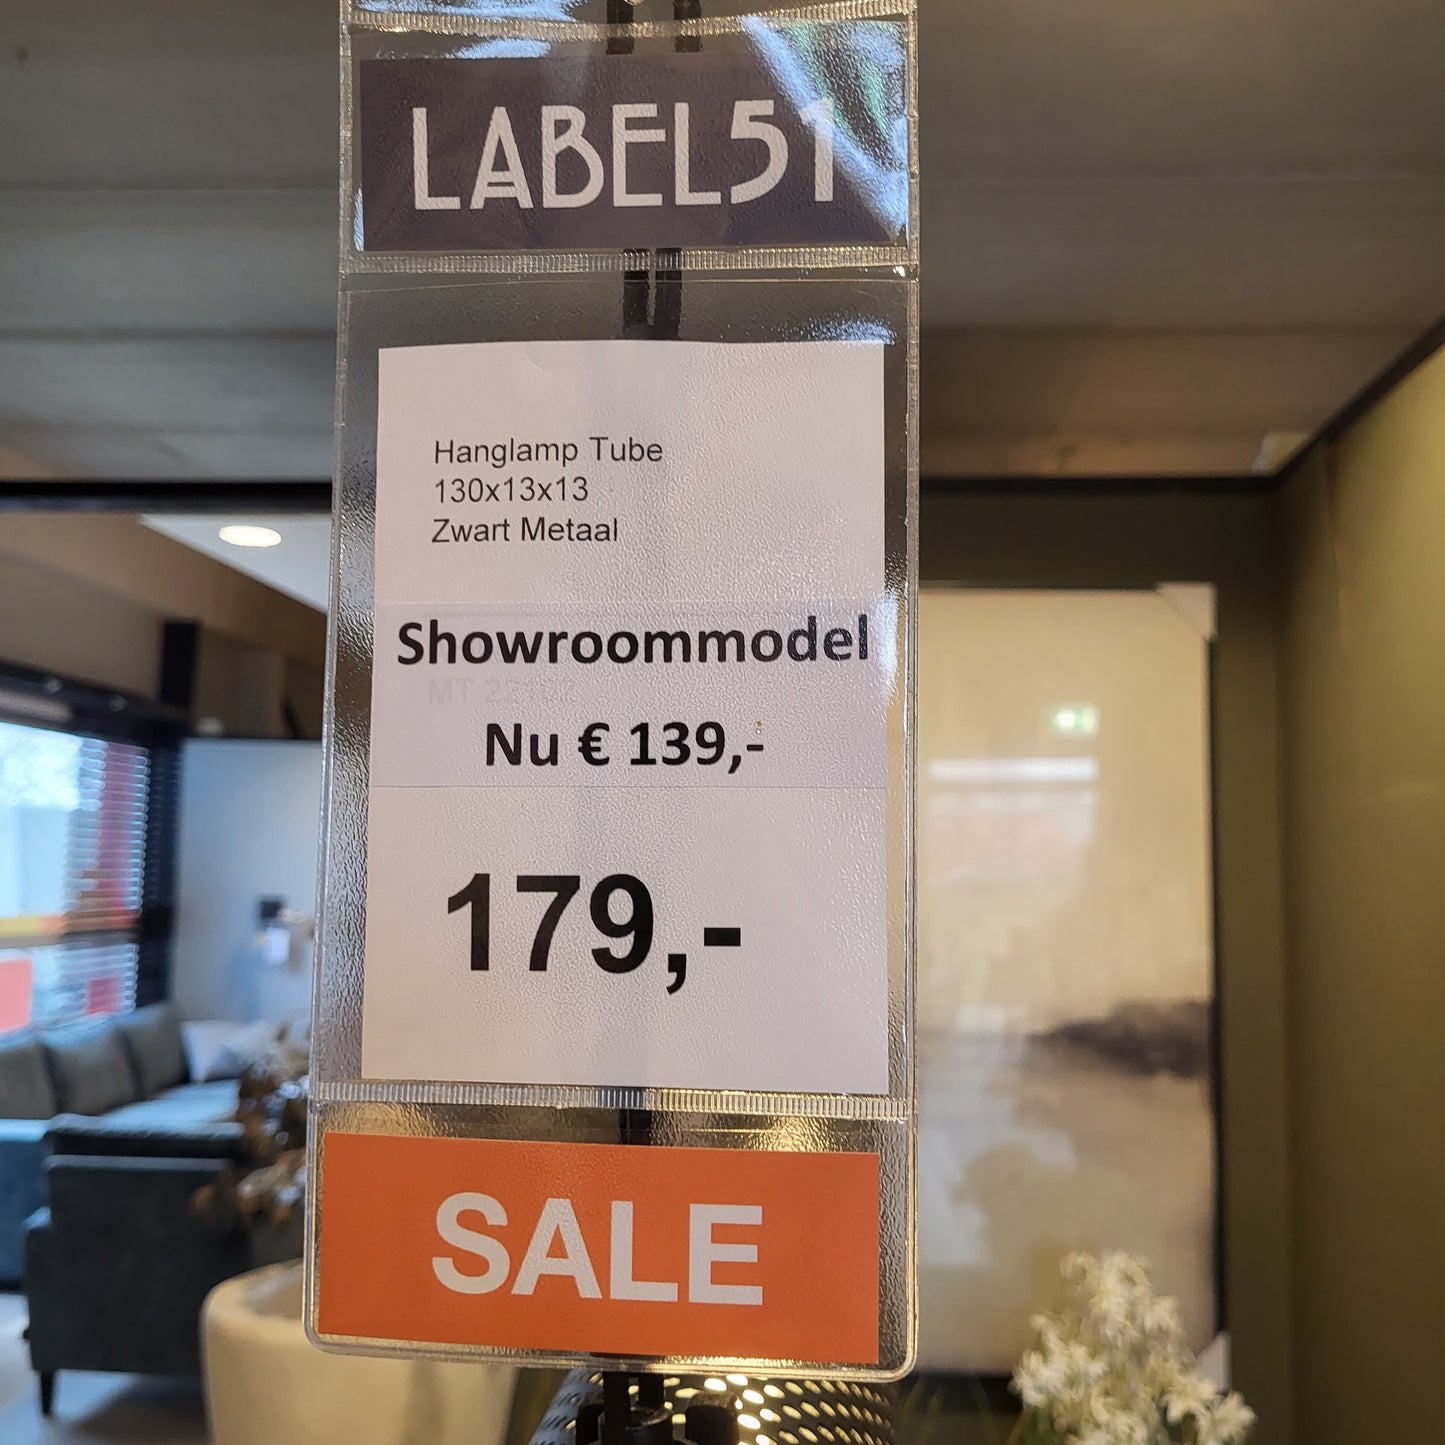 LABEL51
Hanglamp Tube
130x13x13
Zwart Metaal
Showroommodel
Nu € 139,-
179,-
SALE